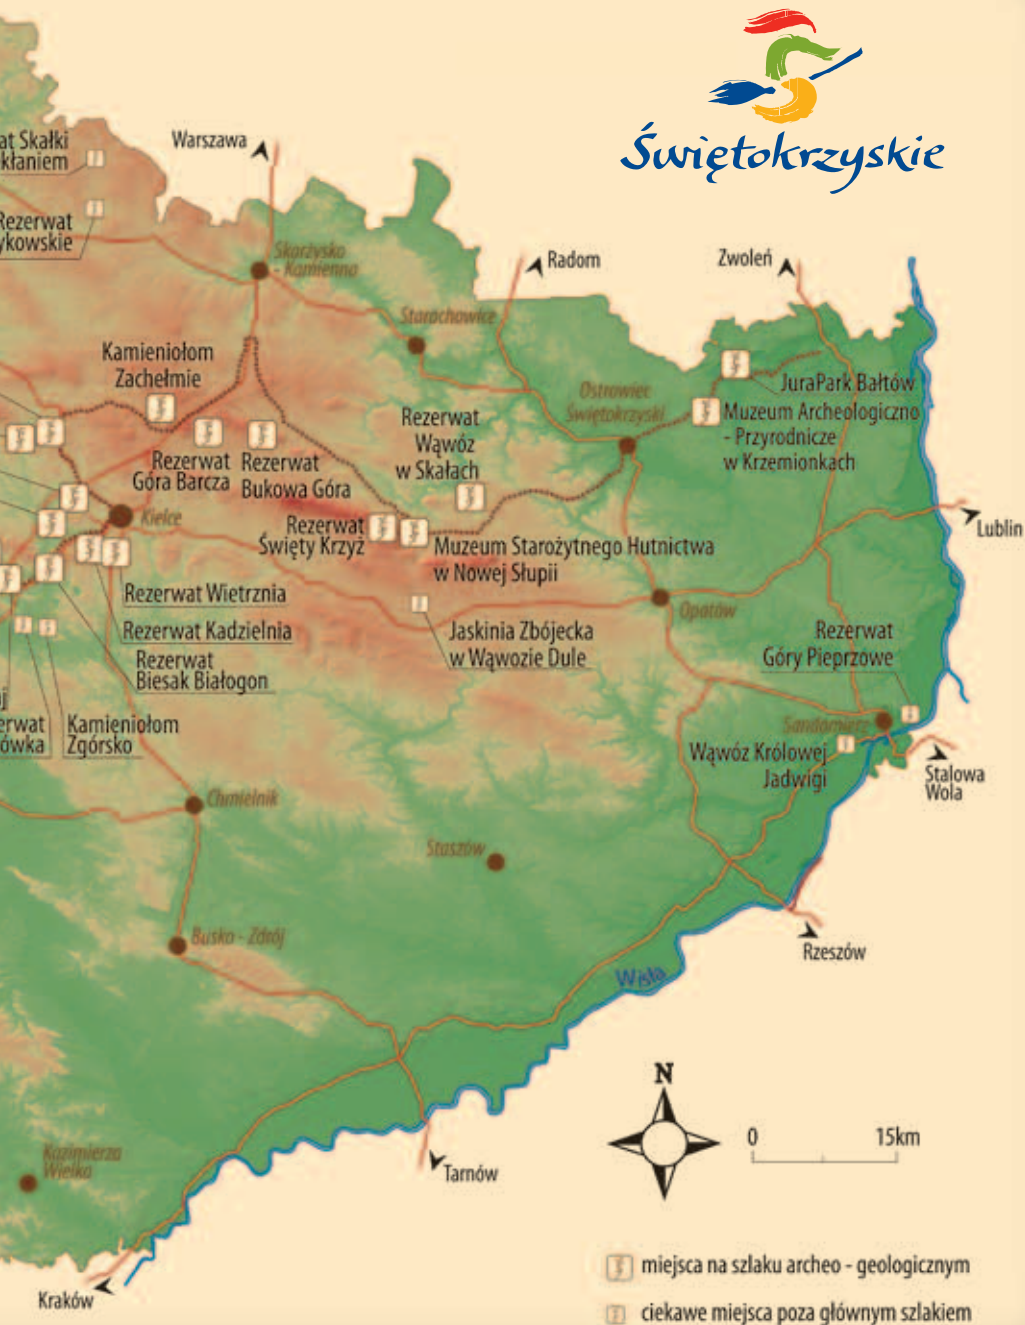 Świętokrzyskie
at Skałki
kłaniem
Warszawa
Rezerwat
ykowskie
Skarżysko
- Kamienna
Radom
Zwoleń
Starachowice
Kamieniołom
Zachełmie
JuraPark Bałtów
Ostrowiec
Świętokrzyski
Muzeum Archeologiczno
- Przyrodnicze
w Krzemionkach
Rezerwat
Wąwóz
w Skałach
Rezerwat
Góra Barcza
Rezerwat
Bukowa Góra
Kielce
Rezerwat
Święty Krzyż
Lublin
Muzeum Starożytnego Hutnictwa
w Nowej Słupii
Rezerwat Wietrznia
Opatów
Rezerwat Kadzielnia
Jaskinia Zbójecka
w Wąwozie Dule
Rezerwat
Góry Pieprzowe
Rezerwat
Biesak Białogon
j
erwat
ówka
Kamieniołom
Zgórsko
Sandomierz
Wąwóz Królowej
Jadwigi
Stalowa
Wola
Chmielnik
Staszów
Busko - Zdrój
Rzeszów
Wisła
N
0
15km
Kazimierza
Wielka
Tarnów
miejsca na szlaku archeo - geologicznym
Kraków
ciekawe miejsca poza głównym szlakiem